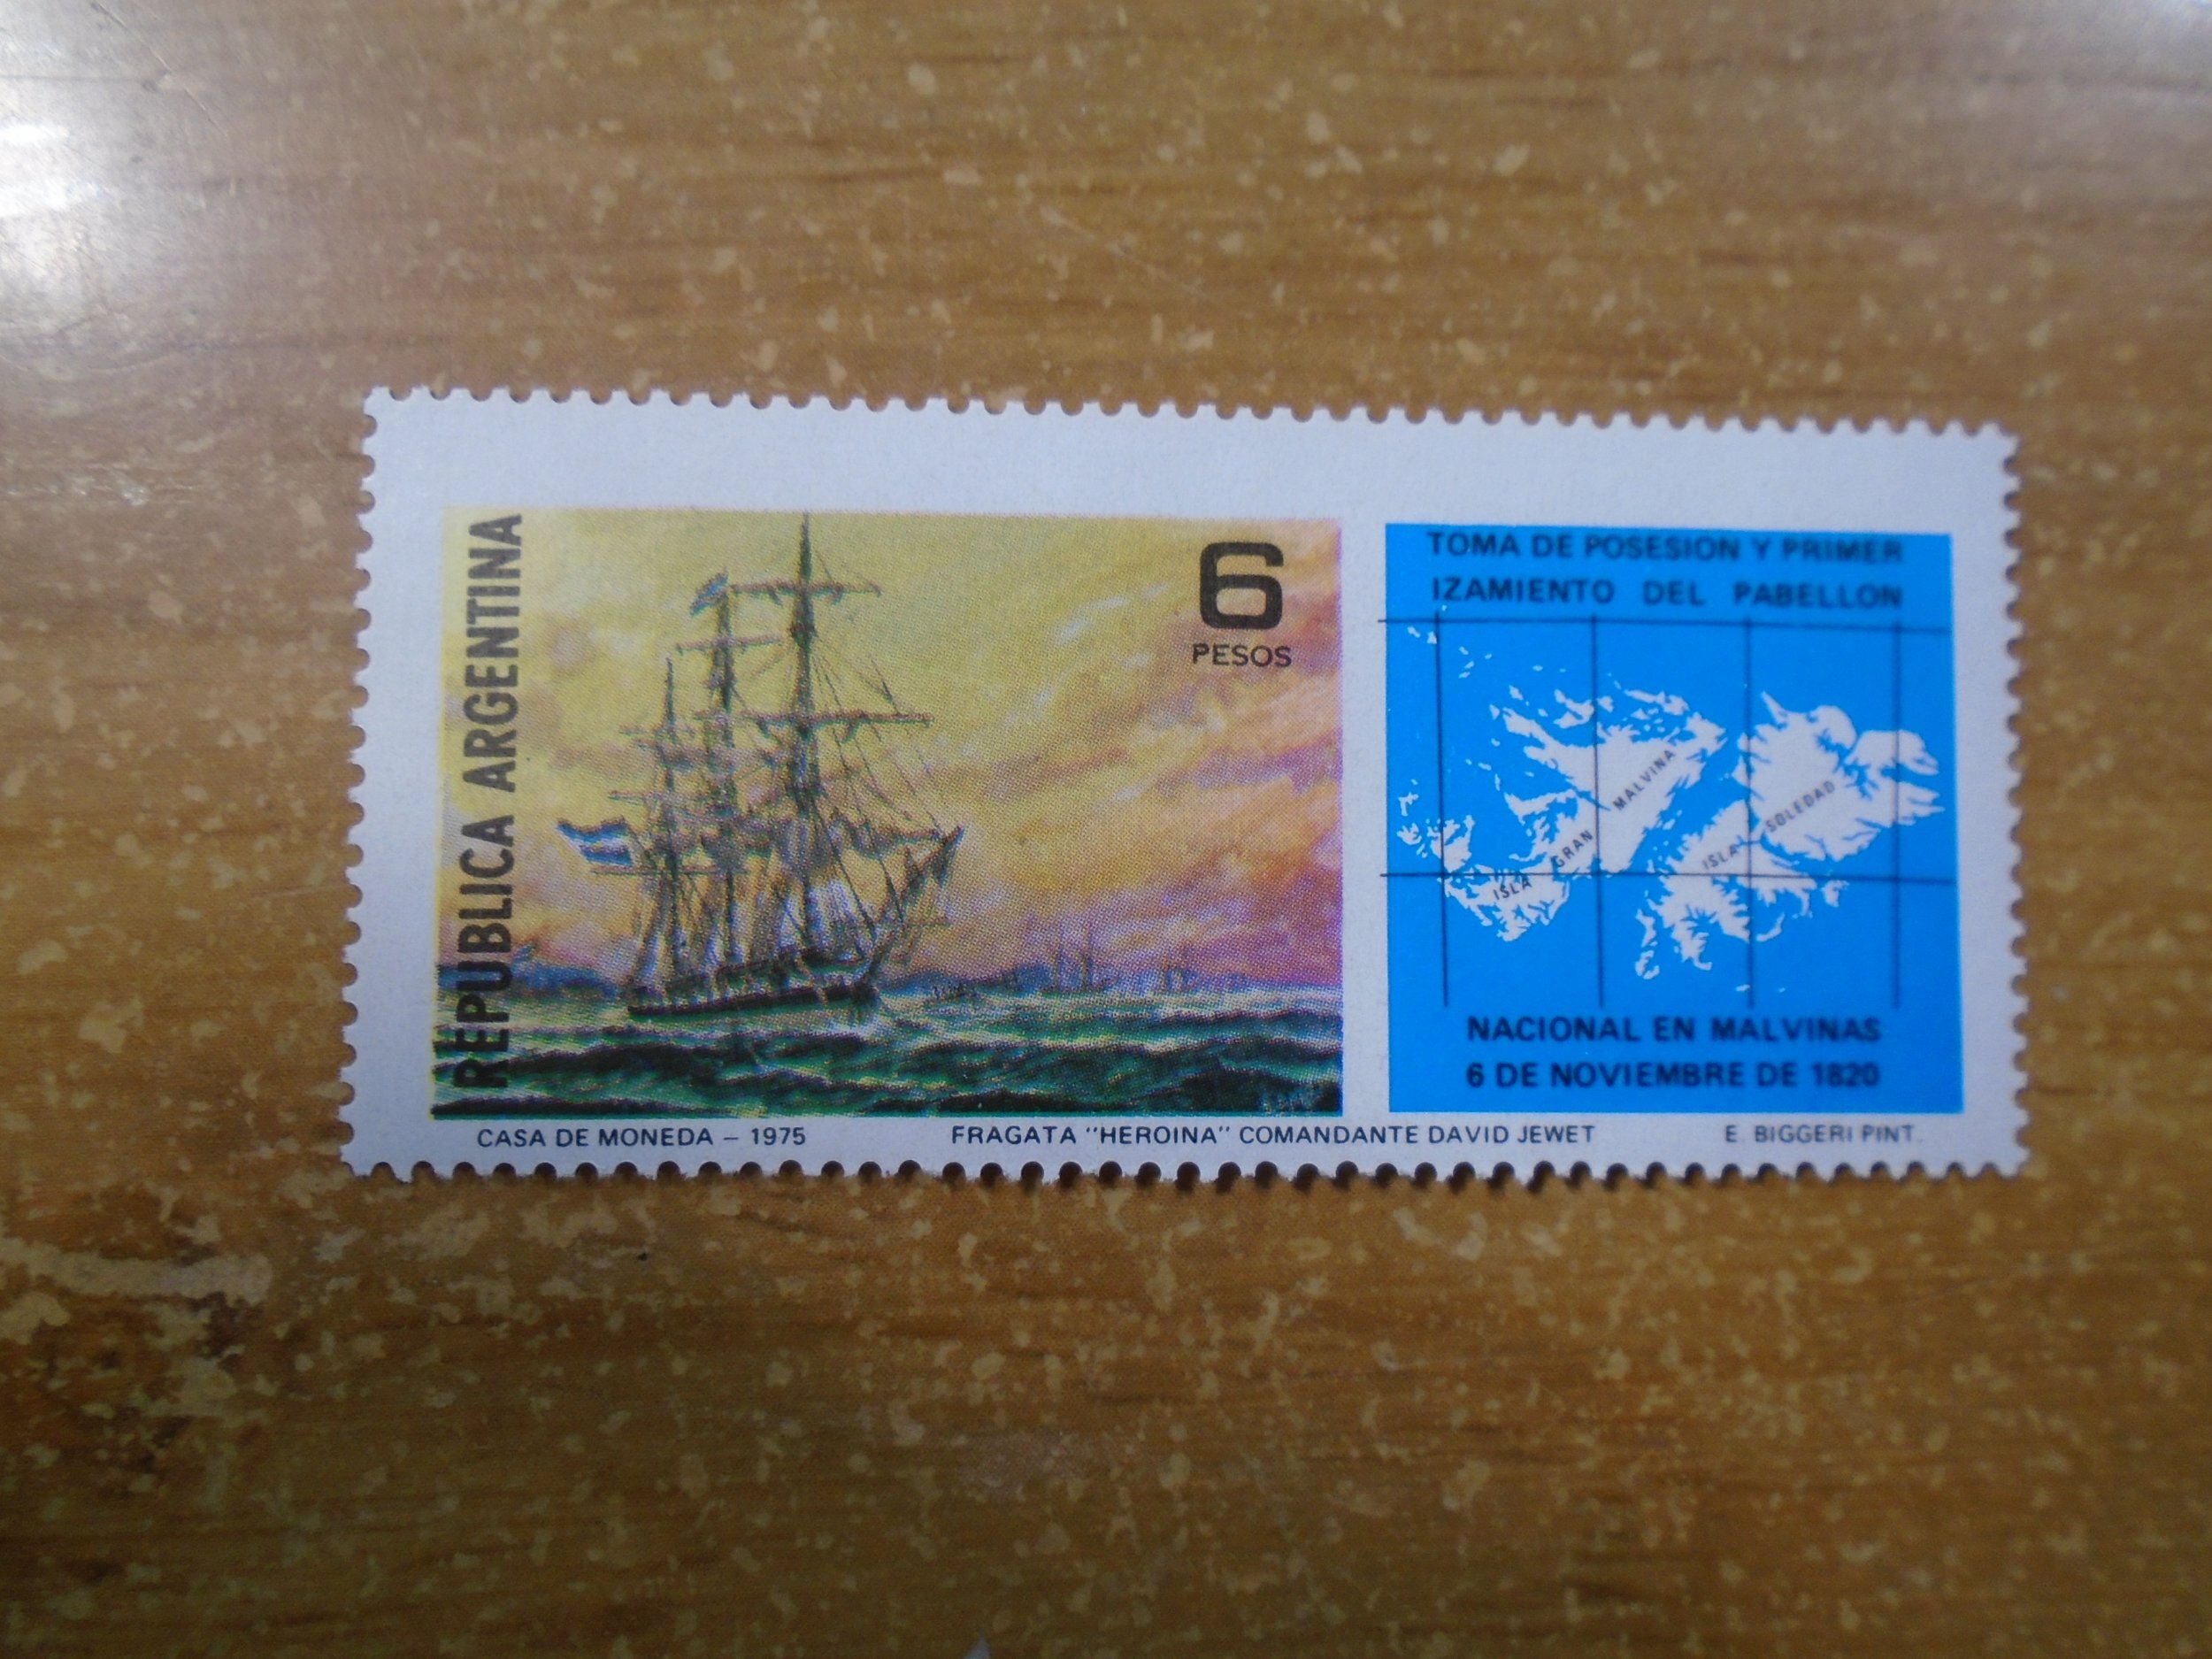 REPUBLICA ARGENTINA
6
PESOS
TOMA DE POSESION Y PRIMER
IZAMIENTO DEL PABELLON
ISLA GRAN MALVINA
ISLA SOLEDAD
NACIONAL EN MALVINAS
6 DE NOVIEMBRE DE 1820
CASA DE MONEDA – 1975
FRAGATA "HEROINA" COMANDANTE DAVID JEWET
E. BIGGERI PINT.